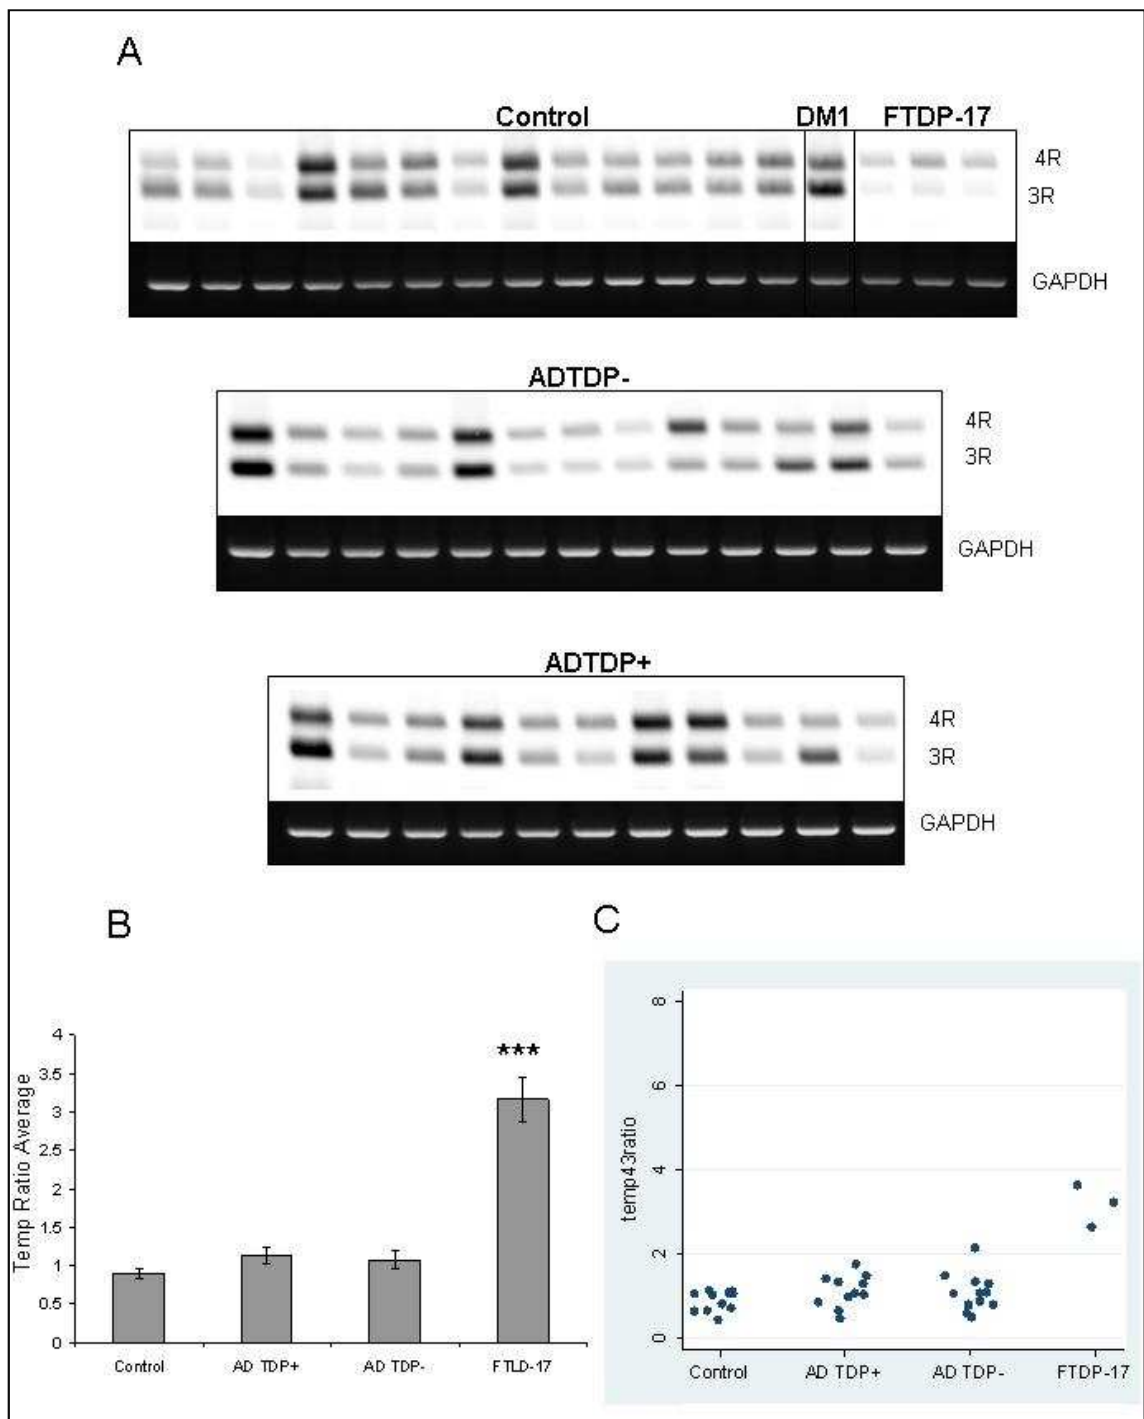 A
Control DM1 FTDP-17
4R
3R
GAPDH
ADTDP-
4R
3R
GAPDH
ADTDP+
4R
3R
GAPDH
B
Temp Ratio Average
4
3.5
3
2.5
2
1.5
1
0.5
0
***
Control AD TDP+ AD TDP- FTLD-17
C
temp43ratio
8
6
4
2
0
Control AD TDP+ AD TDP- FTDP-17